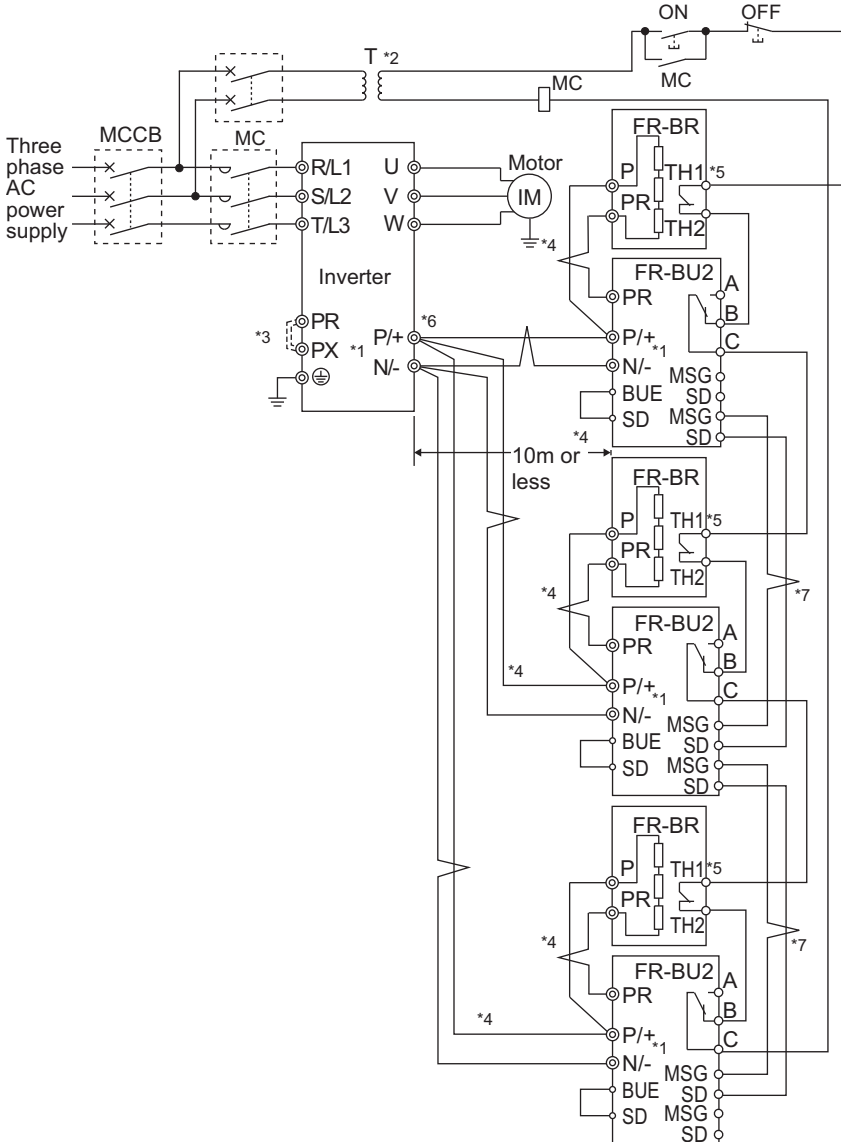 ON
OFF
T *2
MC
MC
FR-BR
MCCB
MC
Three
phase
AC
power
supply
R/L1
S/L2
T/L3
U
V
W
Motor
IM
P
PR
TH1
*5
TH2
*4
Inverter
FR-BU2
A
B
C
PR
P/+
*1
N/-
BUE
SD
MSG
SD
MSG
SD
*3
PR
PX
*1
P/+
*6
N/-
*4
10m or
less
FR-BR
P
PR
TH1
*5
TH2
*4
*7
FR-BU2
A
B
C
PR
*4
P/+
*1
N/-
BUE
SD
MSG
SD
MSG
SD
FR-BR
P
PR
TH1
*5
TH2
*4
*7
FR-BU2
A
B
C
PR
*4
P/+
*1
N/-
BUE
SD
MSG
SD
MSG
SD